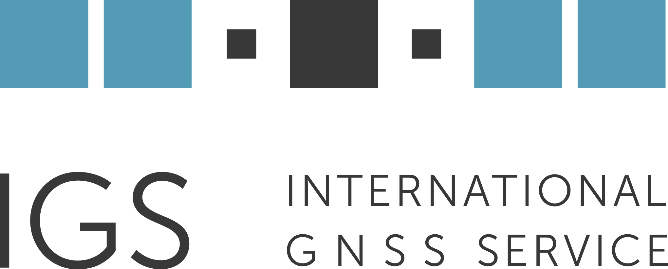 IGS
INTERNATIONAL
GNSS SERVICE